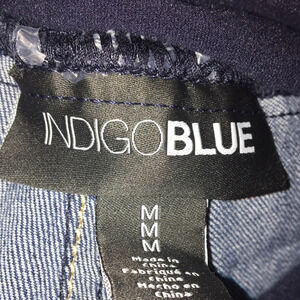 INDIGOBLUE
M
M
M
Made in
China
Fabriqué en
Chine
Hecho en
China